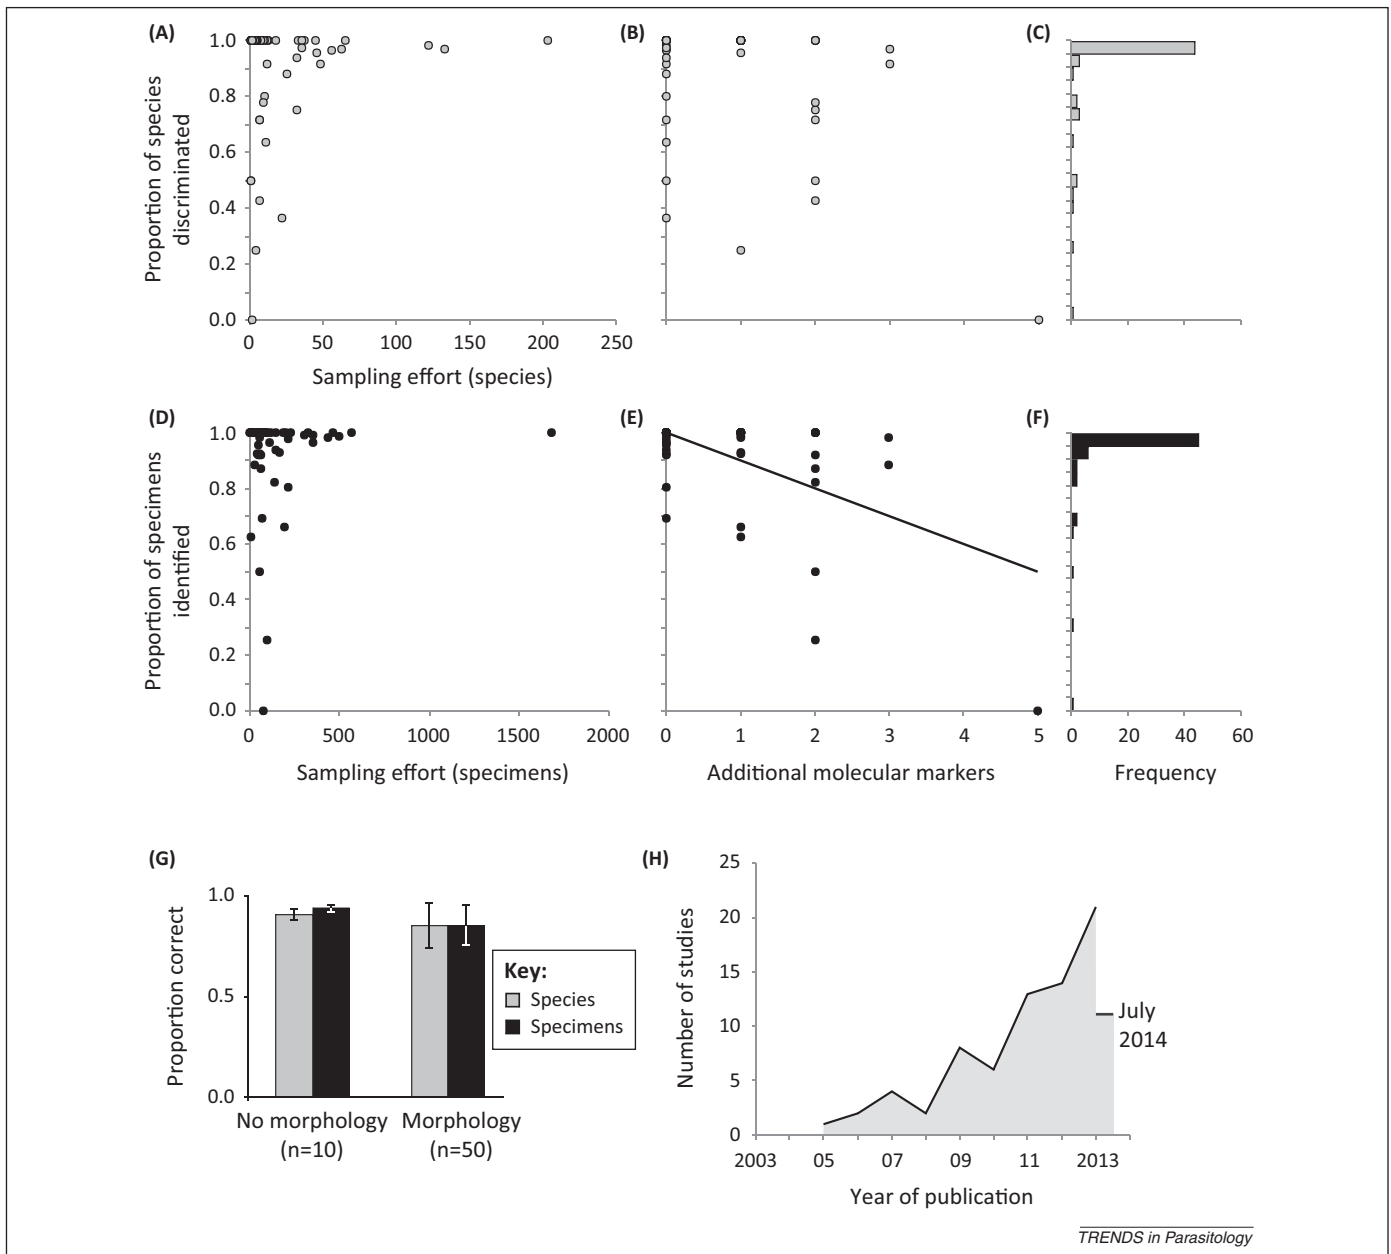 (A)
(B)
(C)
Proportion of species
discriminated
1.0
0.8
0.6
0.4
0.2
0.0
0 50 100 150 200 250
Sampling effort (species)
(D)
(E)
(F)
Proportion of specimens
identified
1.0
0.8
0.6
0.4
0.2
0.0
0 500 1000 1500 2000
0 1 2 3 4 5
0 20 40 60
Sampling effort (specimens)
Additional molecular markers
Frequency
(G)
Proportion correct
1.0
0.5
0.0
No morphology
(n=10)
Morphology
(n=50)
Key:
Species
Specimens
(H)
Number of studies
25
20
15
10
5
0
July
2014
2003 05 07 09 11 2013
Year of publication
TRENDS in Parasitology